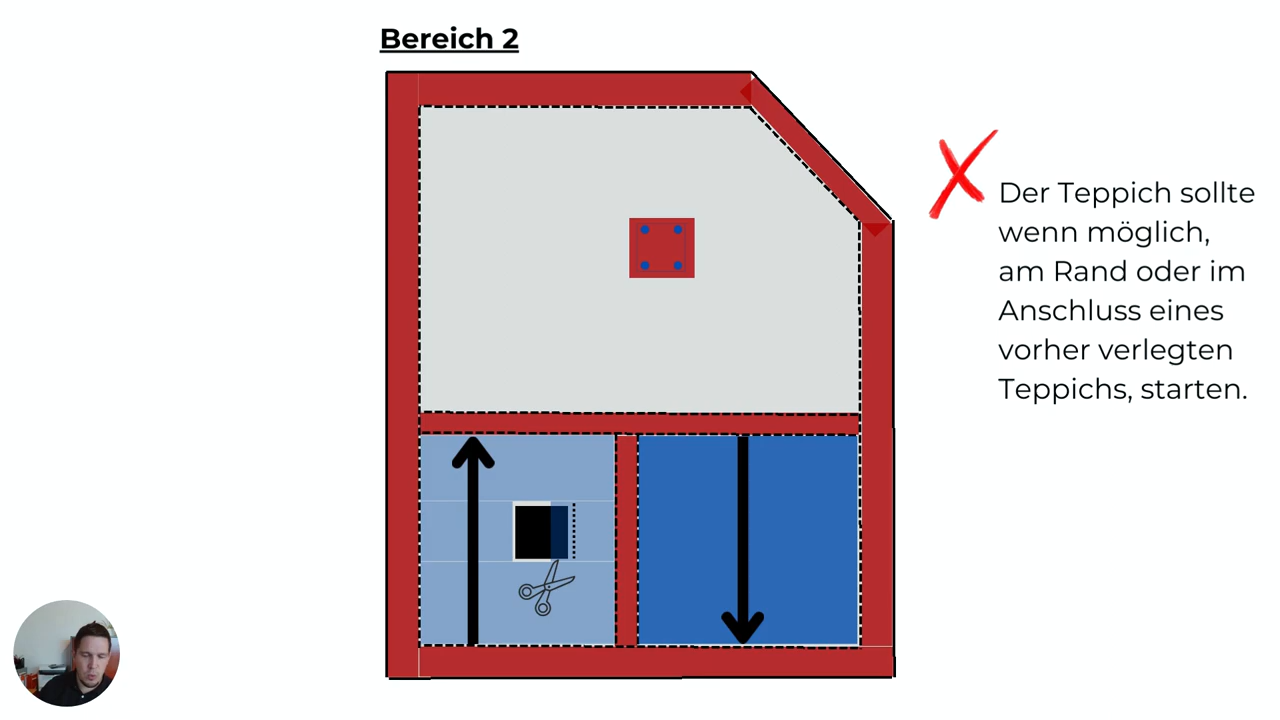 Bereich 2
Der Teppich sollte
wenn möglich,
am Rand oder im
Anschluss eines
vorher verlegten
Teppichs, starten.